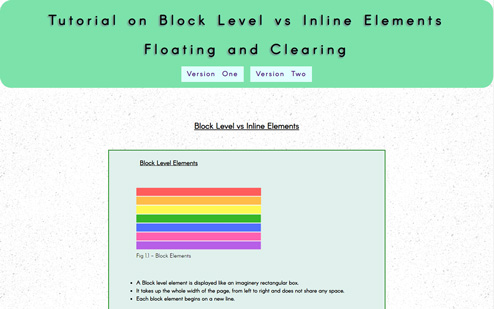 Tutorial on Block Level vs Inline Elements
Floating and Clearing
Version One
Version Two
Block Level vs Inline Elements
Block Level Elements
Fig 1.1 - Block Elements
A Block level element is displayed like an imaginery rectangular box.
It takes up the whole width of the page, from left to right and does not share any space.
Each block element begins on a new line.